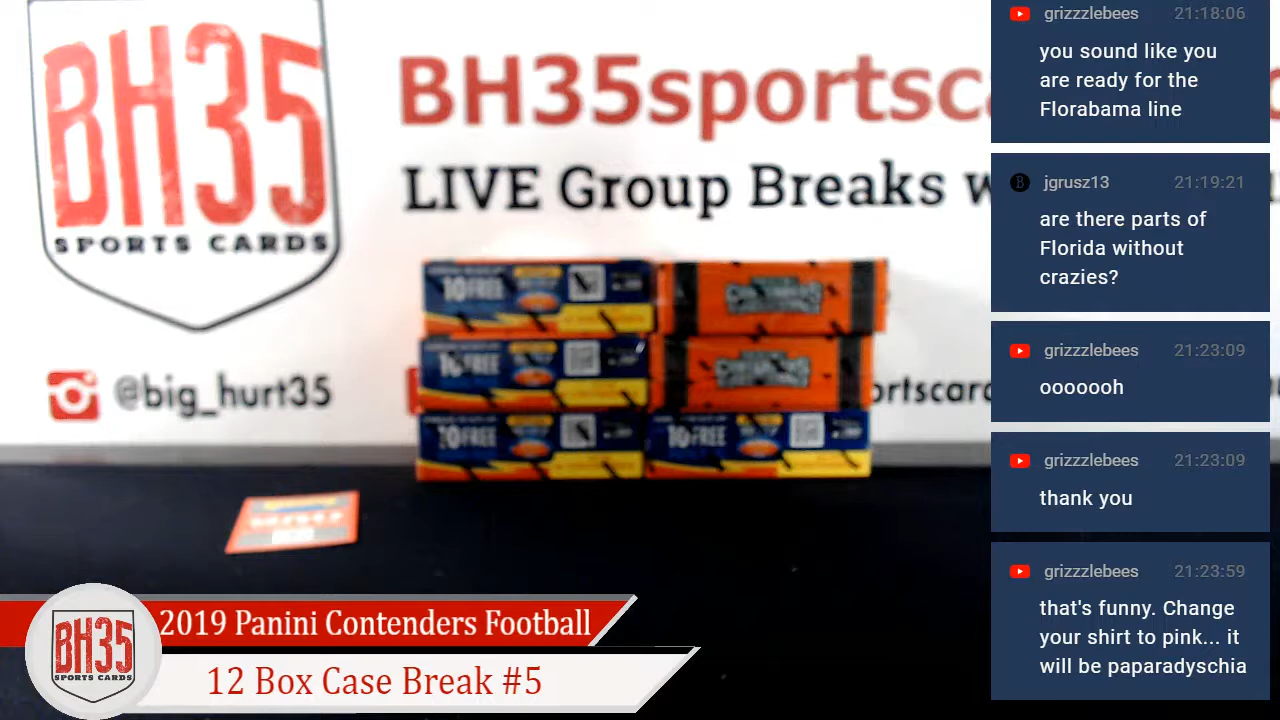 BH35
SPORTS CARDS
BH35sportsc
LIVE Group Breaks w
@big_hurt35
ortscard
10 FREE
10 FREE
10 FREE
10 FREE
2019 Panini Contenders Football
12 Box Case Break #5
BH35
SPORTS CARDS
grizzzlebees 21:18:06
you sound like you
are ready for the
Florabama line
jgrusz13 21:19:21
are there parts of
Florida without
crazies?
grizzzlebees 21:23:09
ooooooh
grizzzlebees 21:23:09
thank you
grizzzlebees 21:23:59
that's funny. Change
your shirt to pink... it
will be paparadyschia